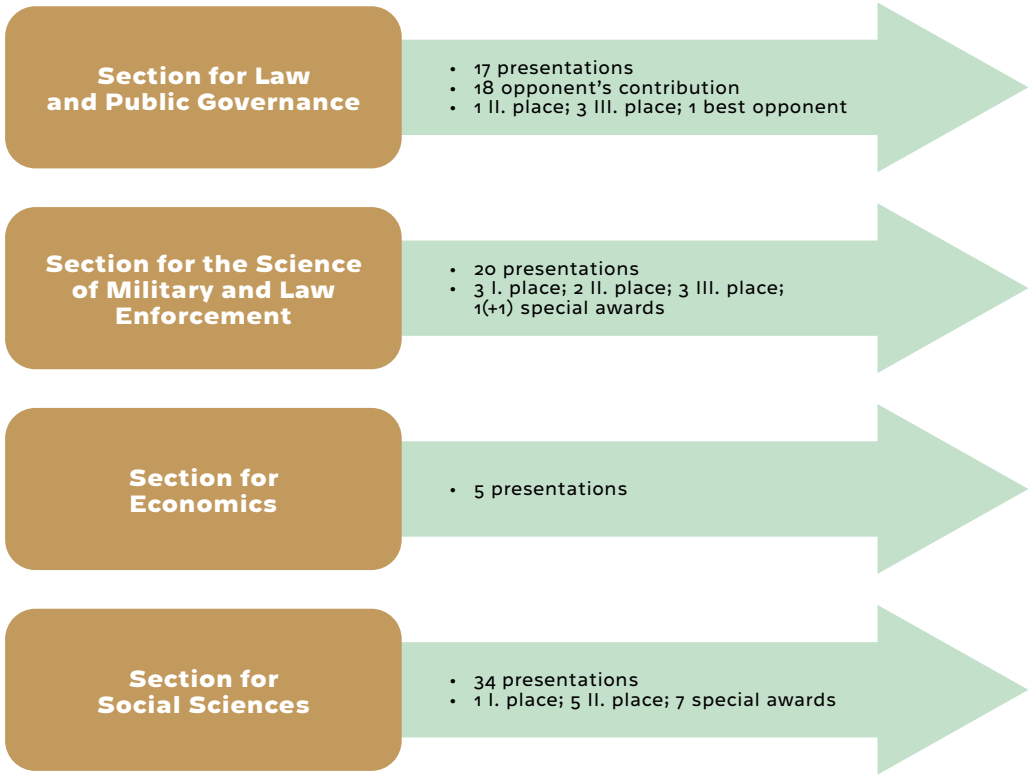 Section for Law
and Public Governance
• 17 presentations
• 18 opponent's contribution
• 1 II. place; 3 III. place; 1 best opponent
Section for the Science
of Military and Law
Enforcement
• 20 presentations
• 3 I. place; 2 II. place; 3 III. place;
1(+1) special awards
Section for
Economics
• 5 presentations
Section for
Social Sciences
• 34 presentations
• 1 I. place; 5 II. place; 7 special awards